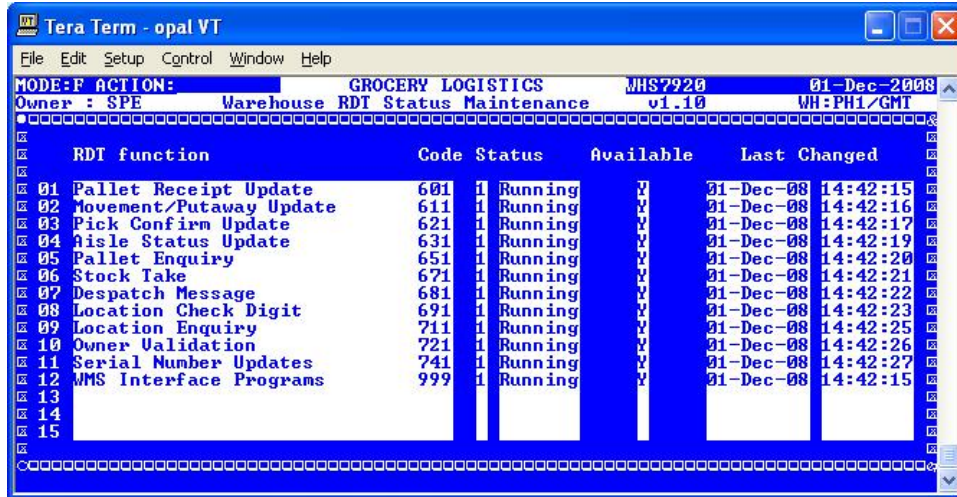 Tera Term - opal VT
File Edit Setup Control Window Help
MODE:F ACTION: GROCERY LOGISTICS WHS7920 01-Dec-2008
Owner : SPE Warehouse RDT Status Maintenance v1.10 WH:PH1/GMT
RDT function Code Status Available Last Changed
01 Pallet Receipt Update 601 1 Running Y 01-Dec-08 14:42:15
02 Movement/Putaway Update 611 1 Running Y 01-Dec-08 14:42:16
03 Pick Confirm Update 621 1 Running Y 01-Dec-08 14:42:17
04 Aisle Status Update 631 1 Running Y 01-Dec-08 14:42:19
05 Pallet Enquiry 651 1 Running Y 01-Dec-08 14:42:20
06 Stock Take 671 1 Running Y 01-Dec-08 14:42:21
07 Despatch Message 681 1 Running Y 01-Dec-08 14:42:22
08 Location Check Digit 691 1 Running Y 01-Dec-08 14:42:23
09 Location Enquiry 711 1 Running Y 01-Dec-08 14:42:25
10 Owner Validation 721 1 Running Y 01-Dec-08 14:42:26
11 Serial Number Updates 741 1 Running Y 01-Dec-08 14:42:27
12 WMS Interface Programs 999 1 Running Y 01-Dec-08 14:42:15
13
14
15